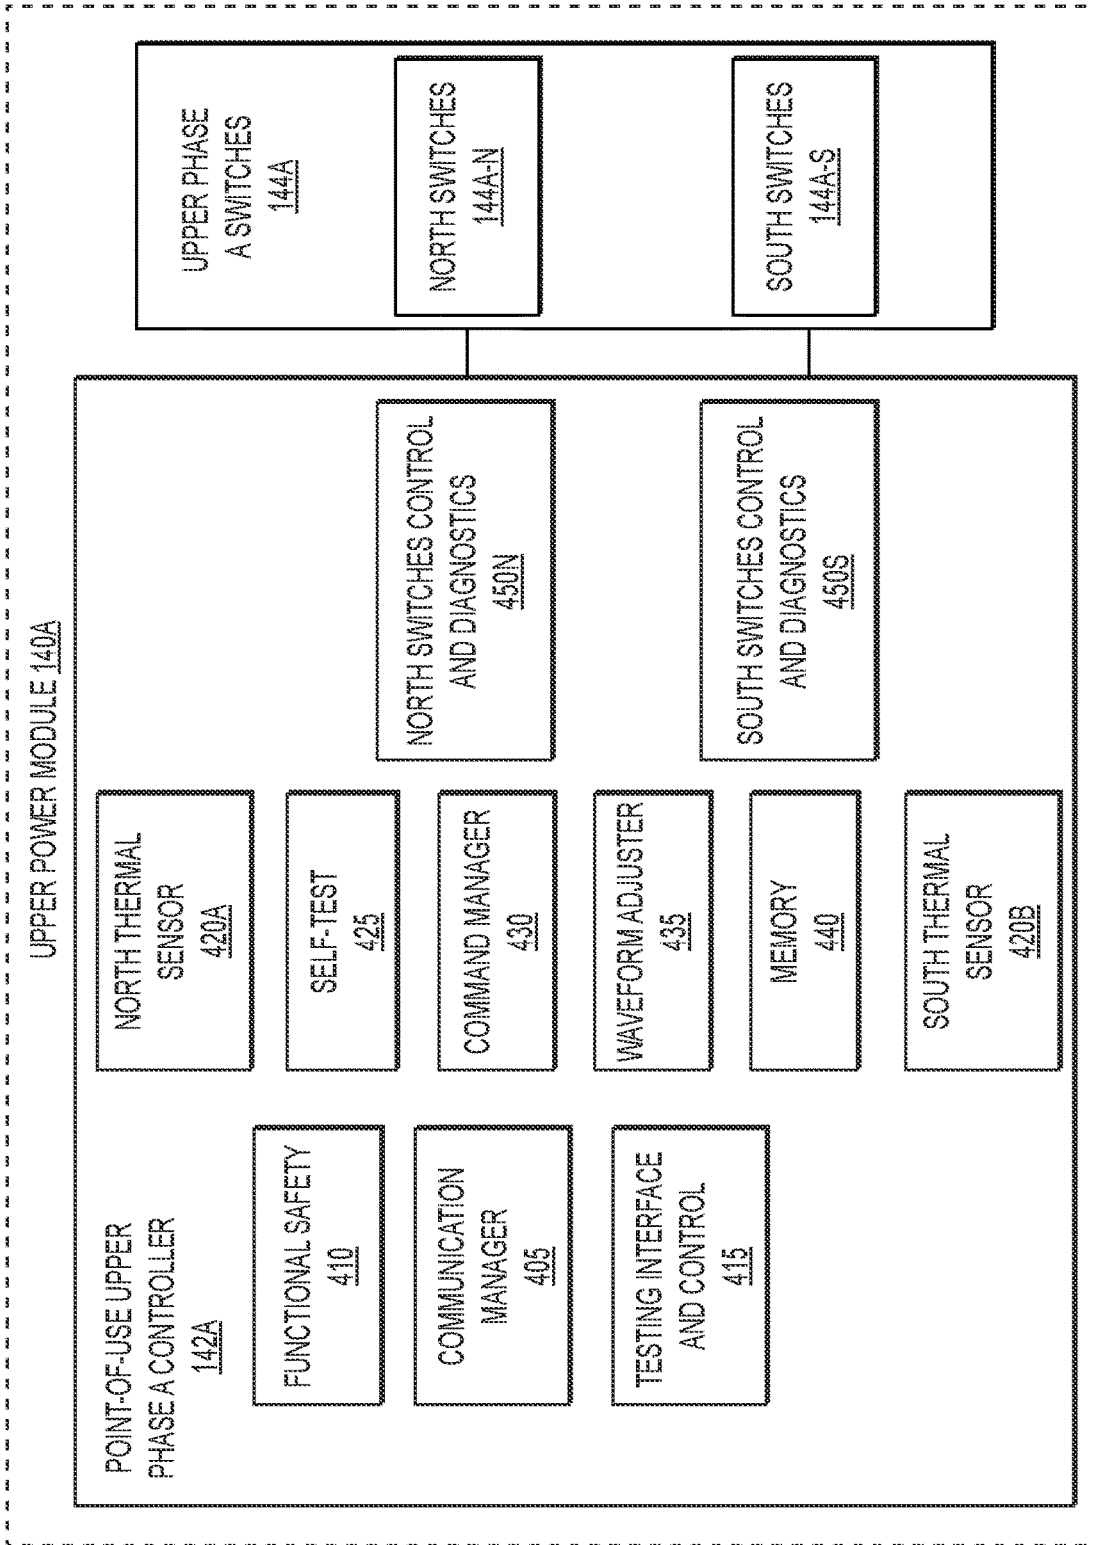 UPPER POWER MODULE 140A
POINT-OF-USE UPPER
PHASE A CONTROLLER
142A
FUNCTIONAL SAFETY
410
COMMUNICATION
MANAGER
405
TESTING INTERFACE
AND CONTROL
415
NORTH THERMAL
SENSOR
420A
SELF-TEST
425
COMMAND MANAGER
430
WAVEFORM ADJUSTER
435
MEMORY
440
SOUTH THERMAL
SENSOR
420B
NORTH SWITCHES CONTROL
AND DIAGNOSTICS
450N
SOUTH SWITCHES CONTROL
AND DIAGNOSTICS
450S
UPPER PHASE
A SWITCHES
144A
NORTH SWITCHES
144A-N
SOUTH SWITCHES
144A-S